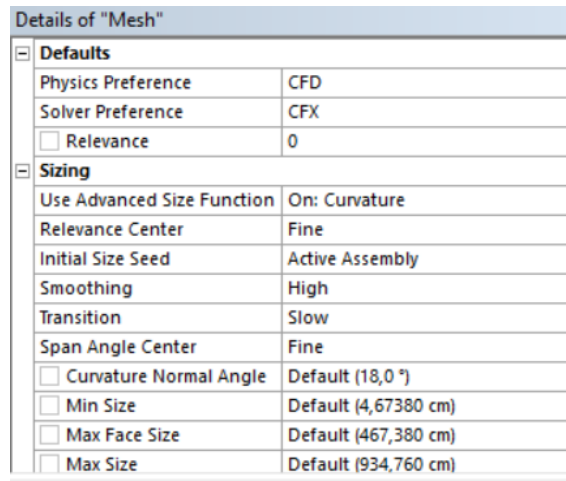 Details of "Mesh"
Defaults
Physics Preference CFD
Solver Preference CFX
Relevance 0
Sizing
Use Advanced Size Function On: Curvature
Relevance Center Fine
Initial Size Seed Active Assembly
Smoothing High
Transition Slow
Span Angle Center Fine
Curvature Normal Angle Default (18,0 °)
Min Size Default (4,67380 cm)
Max Face Size Default (467,380 cm)
Max Size Default (934,760 cm)